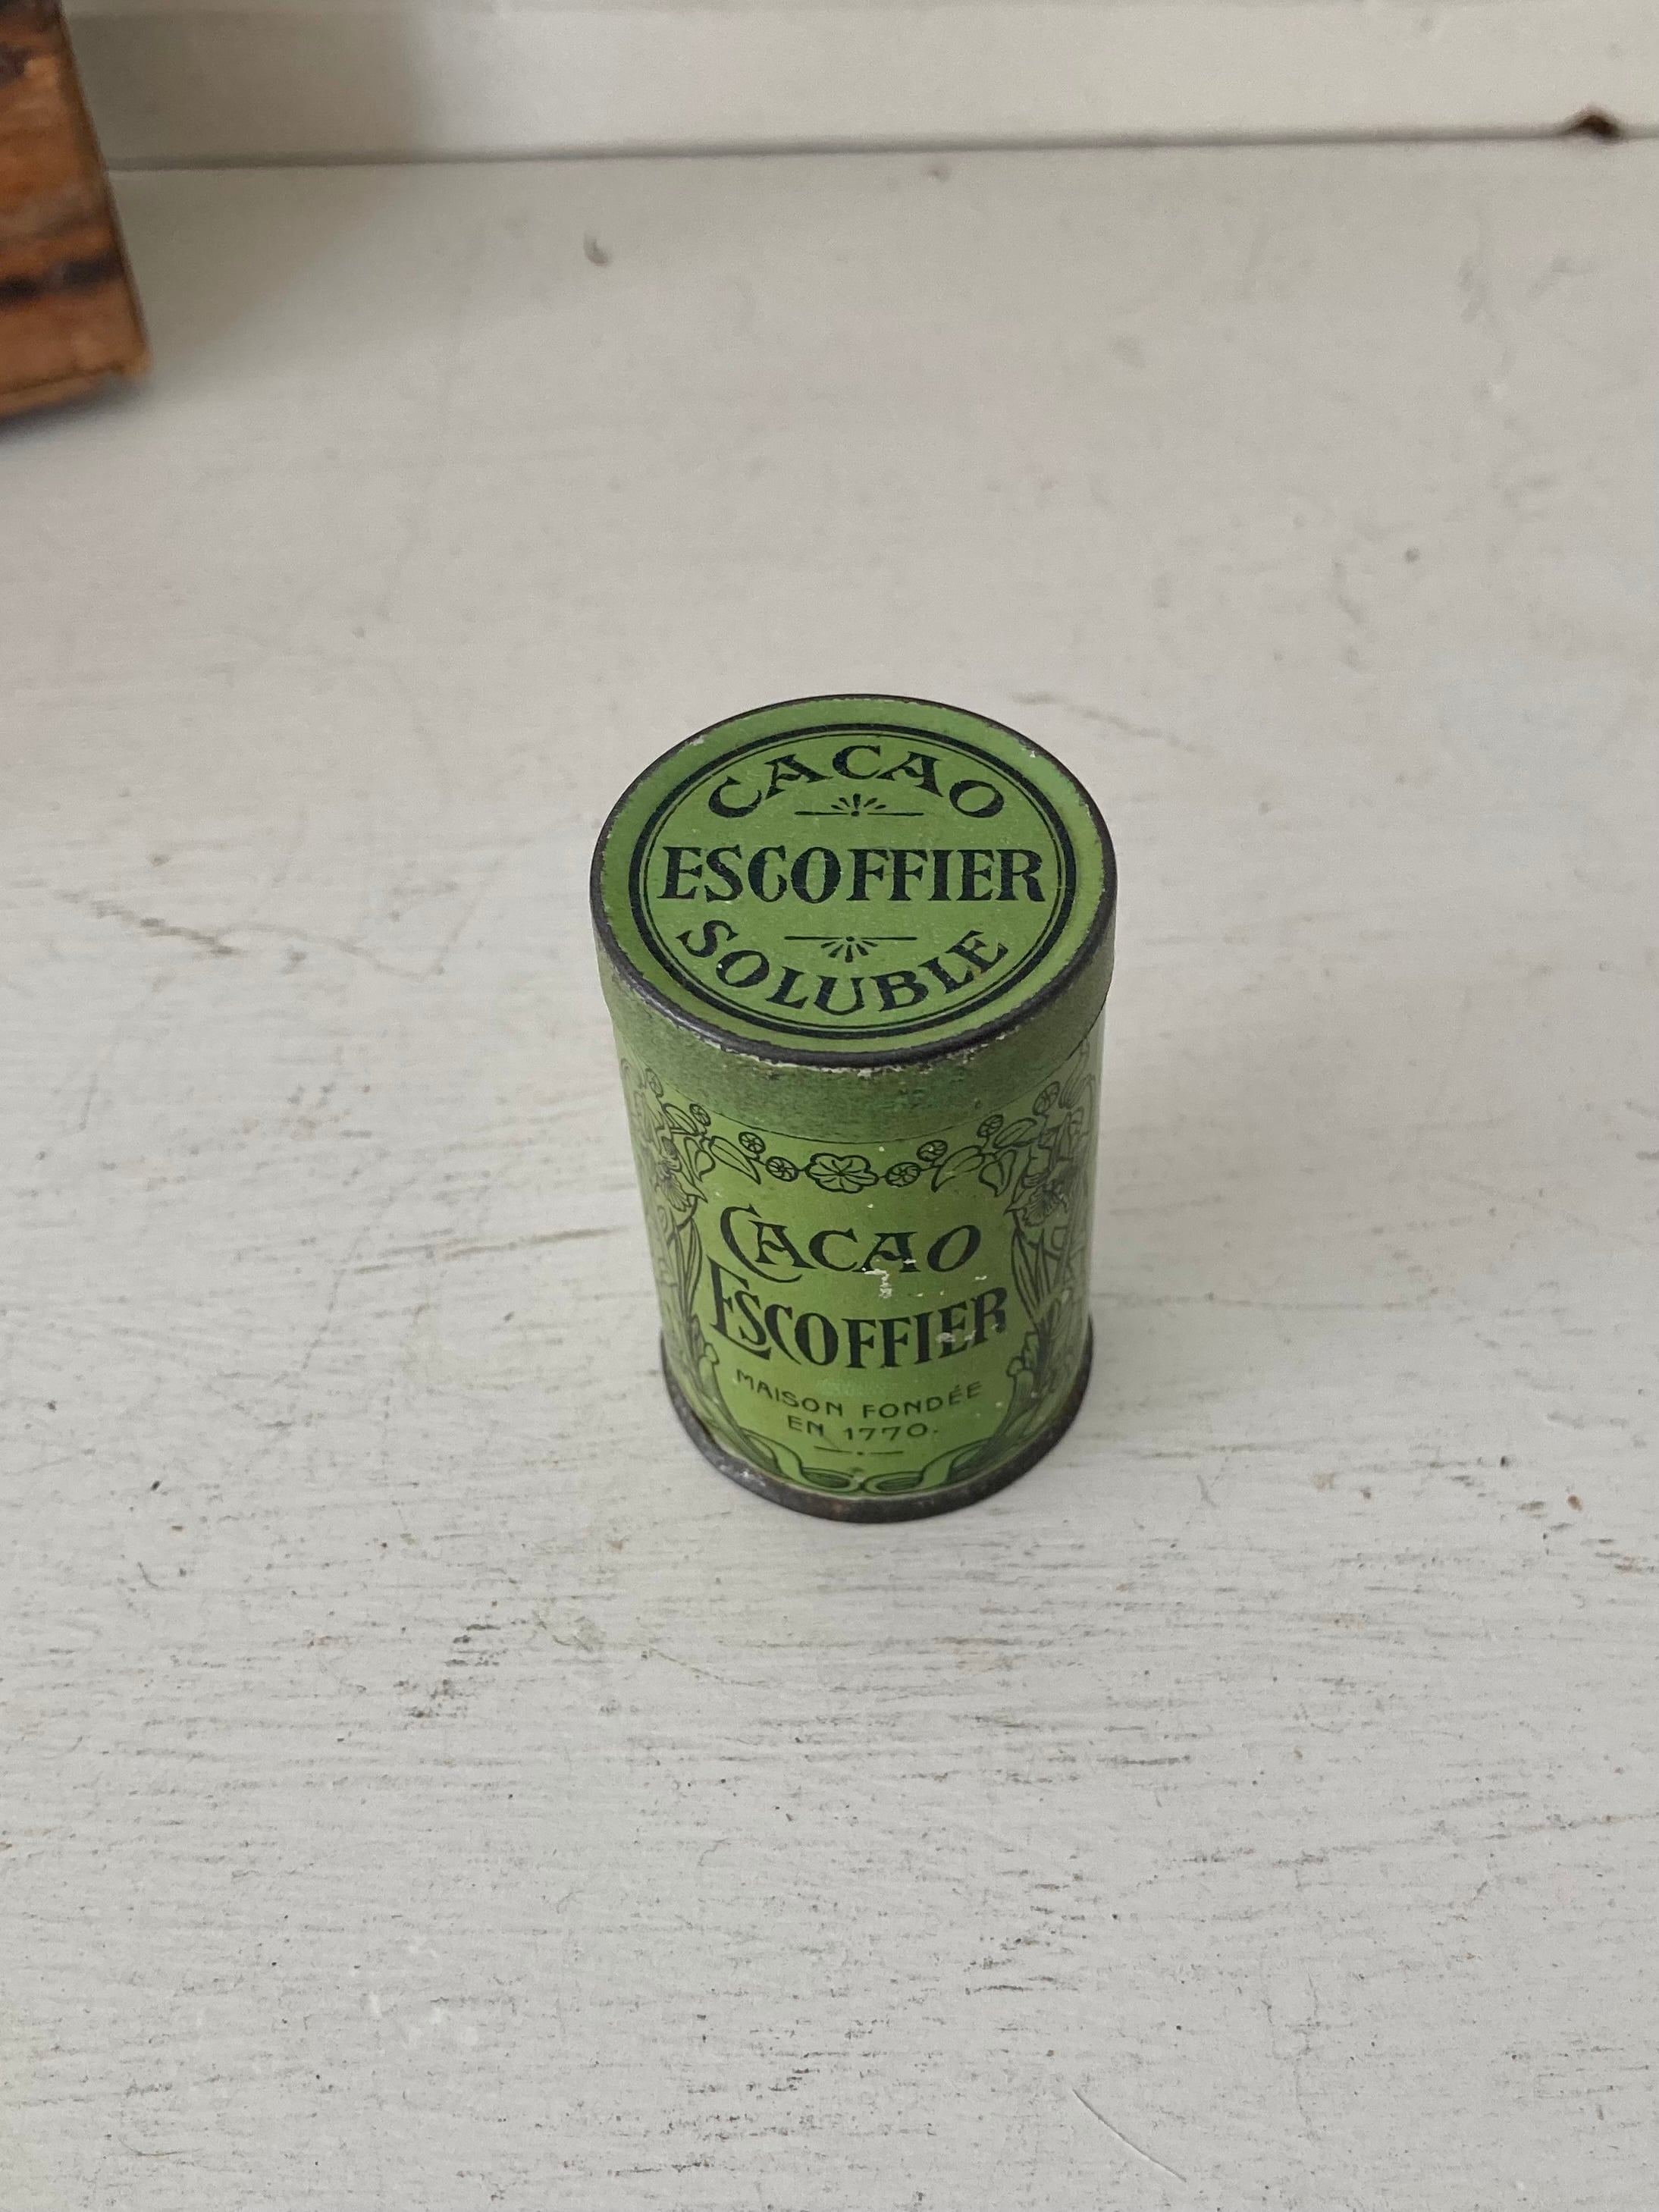 CACAO
ESCOFFIER
SOLUBLE
CACAO
ESCOFFIER
MAISON FONDÉE
EN 1770.